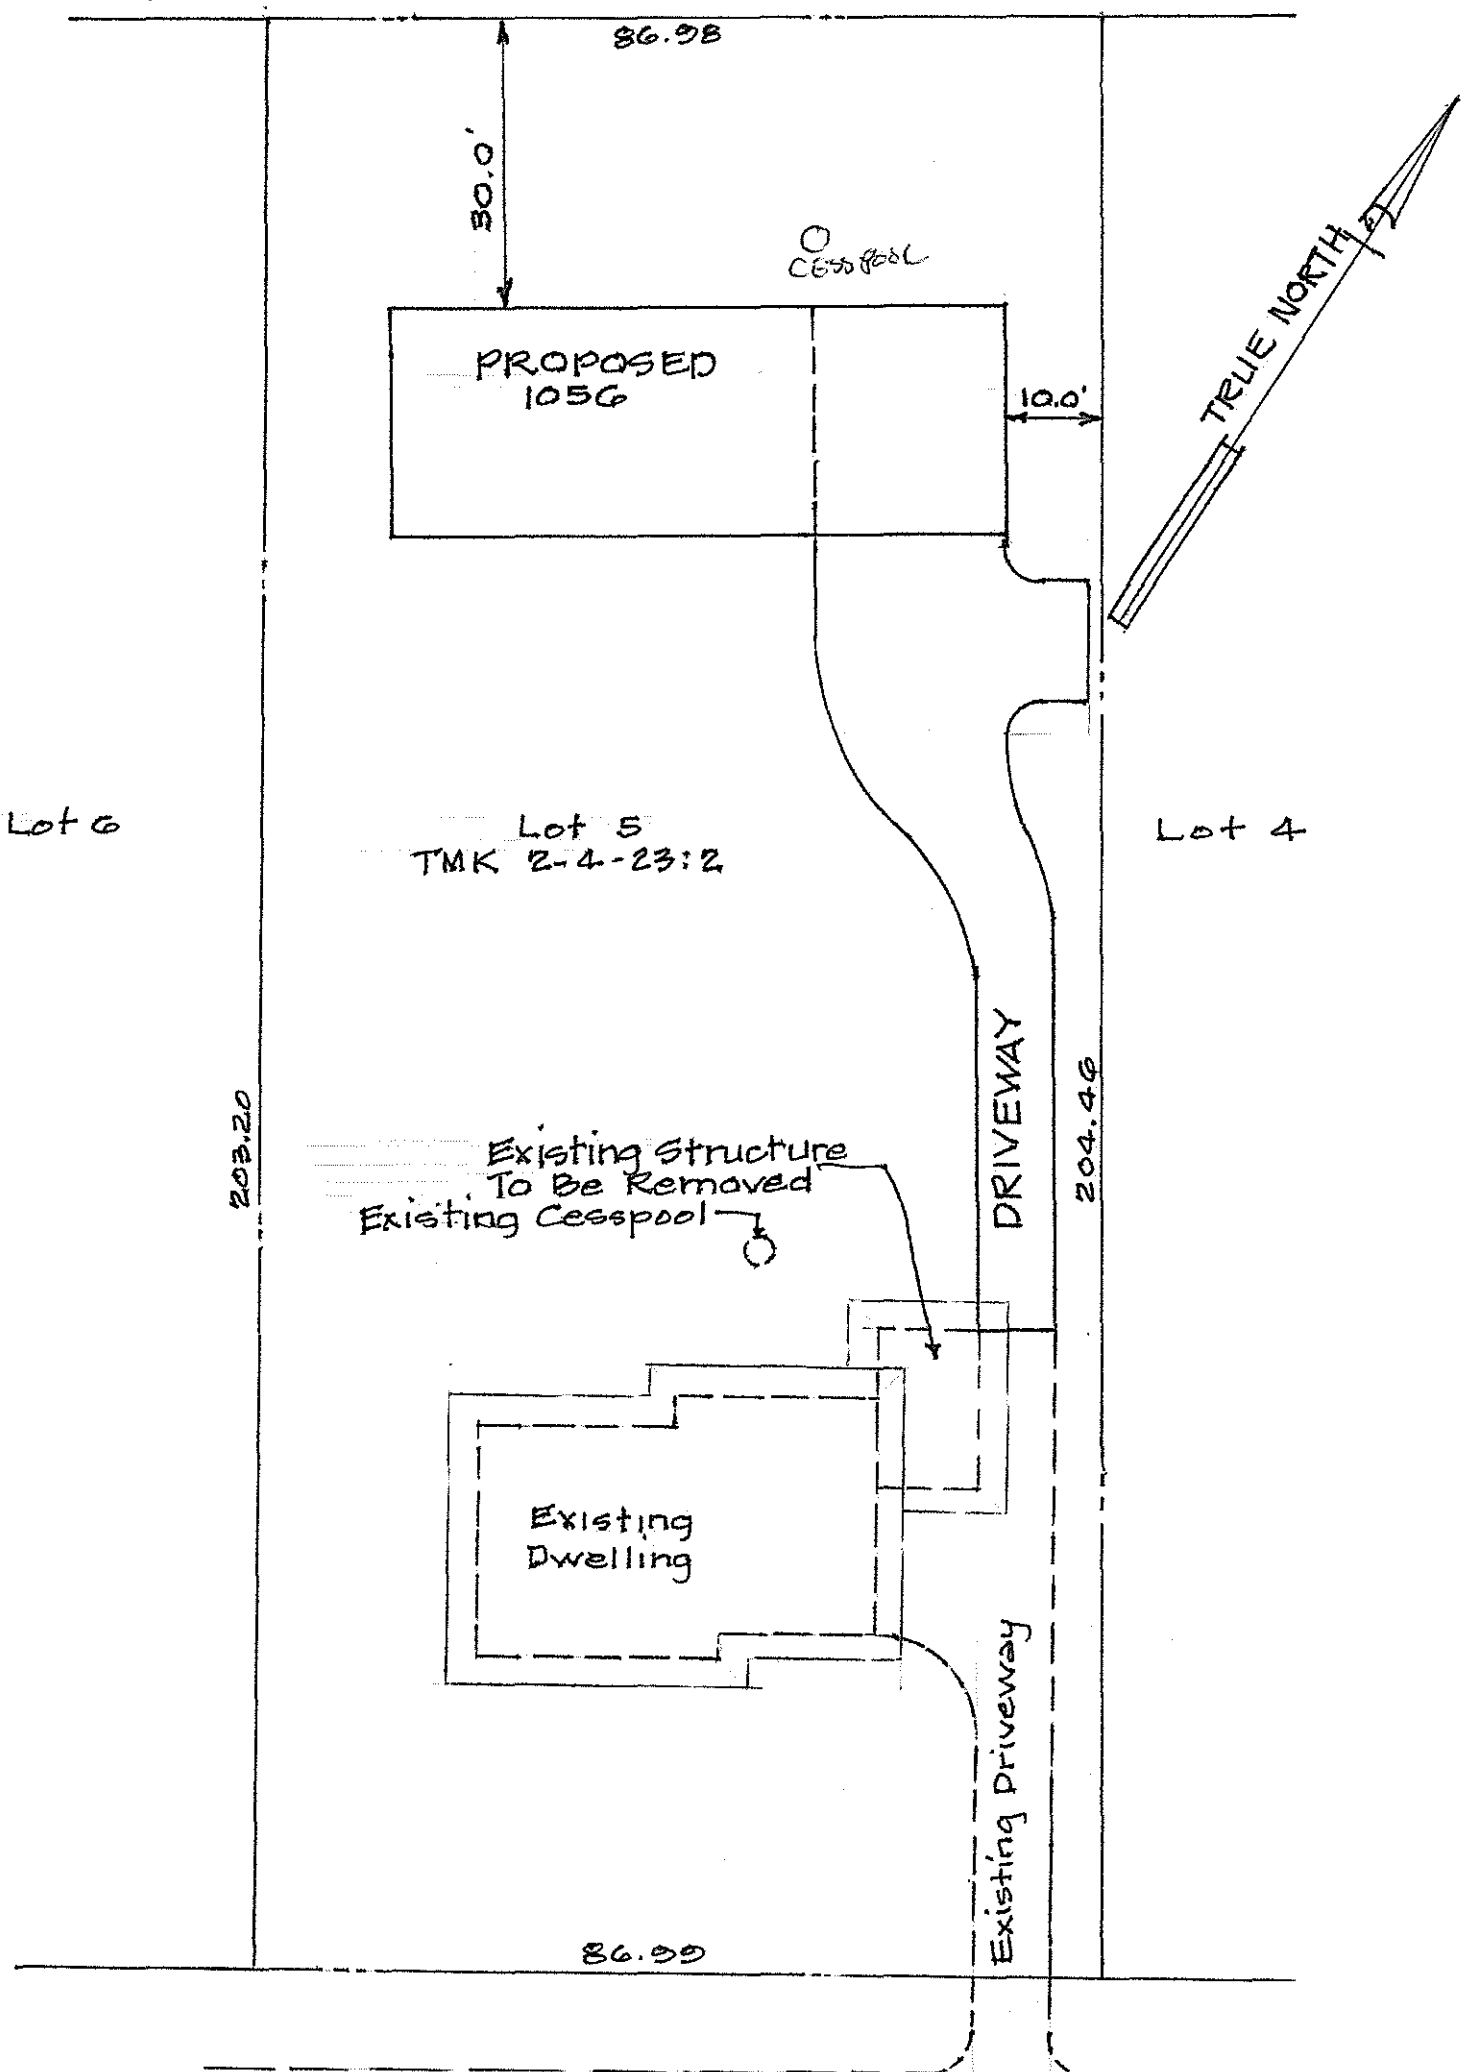 86.98
30.0'
CESSPOOL
TRUE NORTH
PROPOSED
1056
10.0'
Lot 6
Lot 5
TMK 2-4-23:2
Lot 4
203.20
DRIVEWAY
204.46
Existing Structure
To Be Removed
Existing Cesspool
Existing
Dwelling
Existing Driveway
86.99